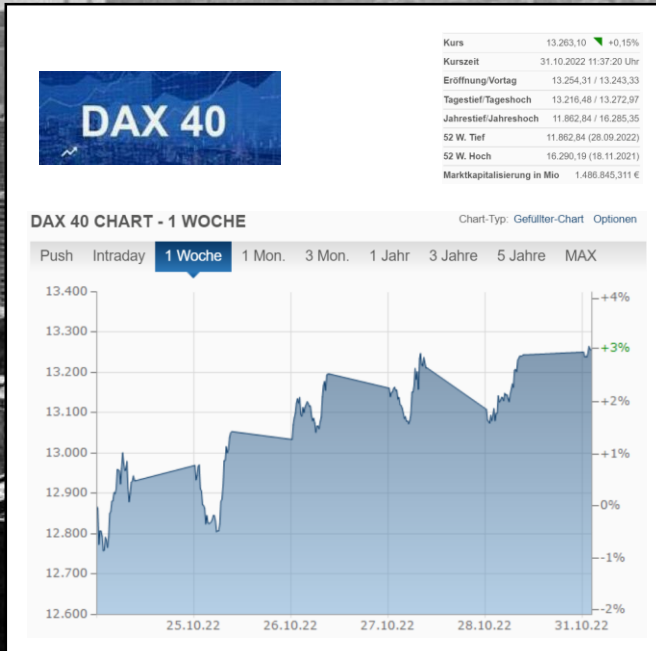 DAX 40
Kurs 13.263,10 +0,15%
Kurszeit 31.10.2022 11:37:20 Uhr
Eröffnung/Vortag 13.254,31 / 13.243,33
Tagestief/Tageshoch 13.216,48 / 13.272,97
Jahrestief/Jahreshoch 11.862,84 / 16.285,35
52 W. Tief 11.862,84 (28.09.2022)
52 W. Hoch 16.290,19 (18.11.2021)
Marktkapitalisierung in Mio 1.486.845,311 €
DAX 40 CHART - 1 WOCHE Chart-Typ: Gefüllter-Chart Optionen
Push Intraday 1 Woche 1 Mon. 3 Mon. 1 Jahr 3 Jahre 5 Jahre MAX
13.400
+4%
13.300
+3%
13.200
+2%
13.100
13.000 +1%
12.900
0%
12.800
-1%
12.700
12.600 -2%
25.10.22 26.10.22 27.10.22 28.10.22 31.10.22